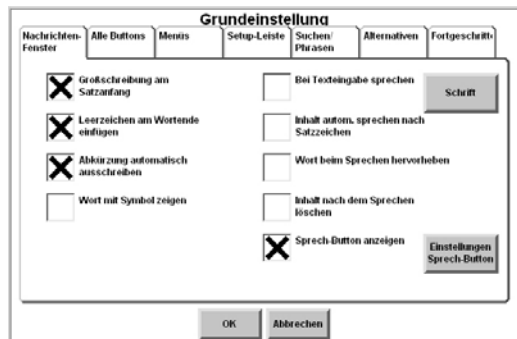 Grundeinstellung
Nachrichten-
Fenster
Alle Buttons
Menüs
Setup-Leiste
Suchen/
Phrasen
Alternativen
Fortgeschritt
Großschreibung am
Satzanfang
Leerzeichen am Wortende
einfügen
Abkürzung automatisch
ausschreiben
Wort mit Symbol zeigen
Bei Texteingabe sprechen
Inhalt autom. sprechen nach
Satzzeichen
Wort beim Sprechen hervorheben
Inhalt nach dem Sprechen
löschen
Sprech-Button anzeigen
Schrift
Einstellungen
Sprech-Button
OK
Abbrechen